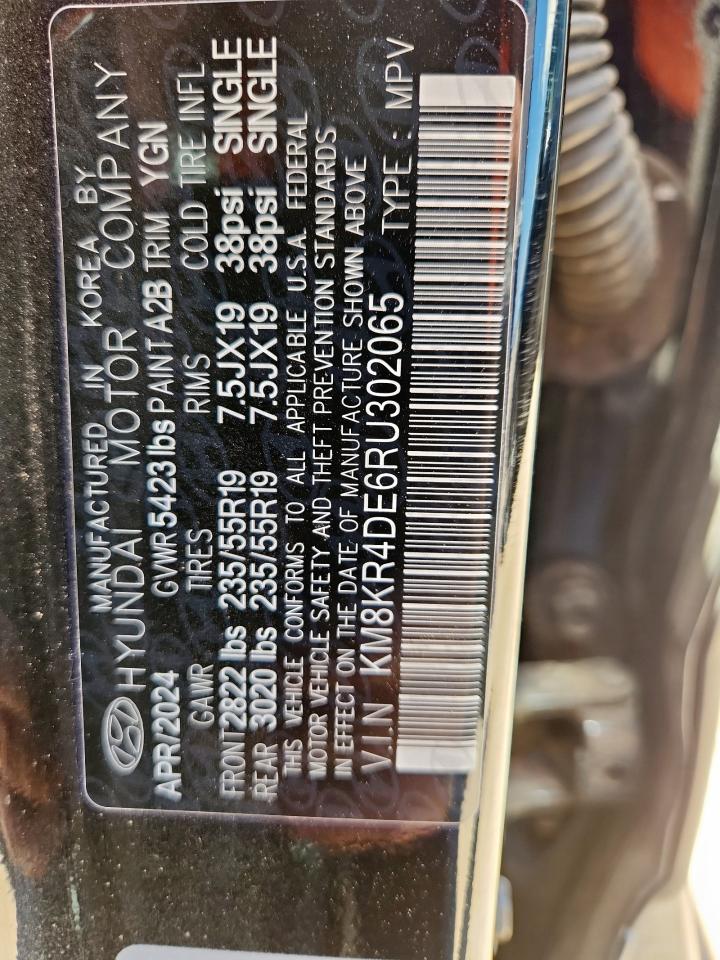 MANUFACTURED IN KOREA BY
HYUNDAI MOTOR COMPANY
APR/2024 GVWR 5423 lbs PAINT A2B TRIM YGN
GAWR TIRES RIMS COLD TIRE INFL
FRONT 2822 lbs 235/55R19 7.5JX19 38psi SINGLE
REAR 3020 lbs 235/55R19 7.5JX19 38psi SINGLE
THIS VEHICLE CONFORMS TO ALL APPLICABLE U.S.A. FEDERAL
MOTOR VEHICLE SAFETY AND THEFT PREVENTION STANDARDS
IN EFFECT ON THE DATE OF MANUFACTURE SHOWN ABOVE
V.I.N KM8KR4DE6RU302065 TYPE : MPV